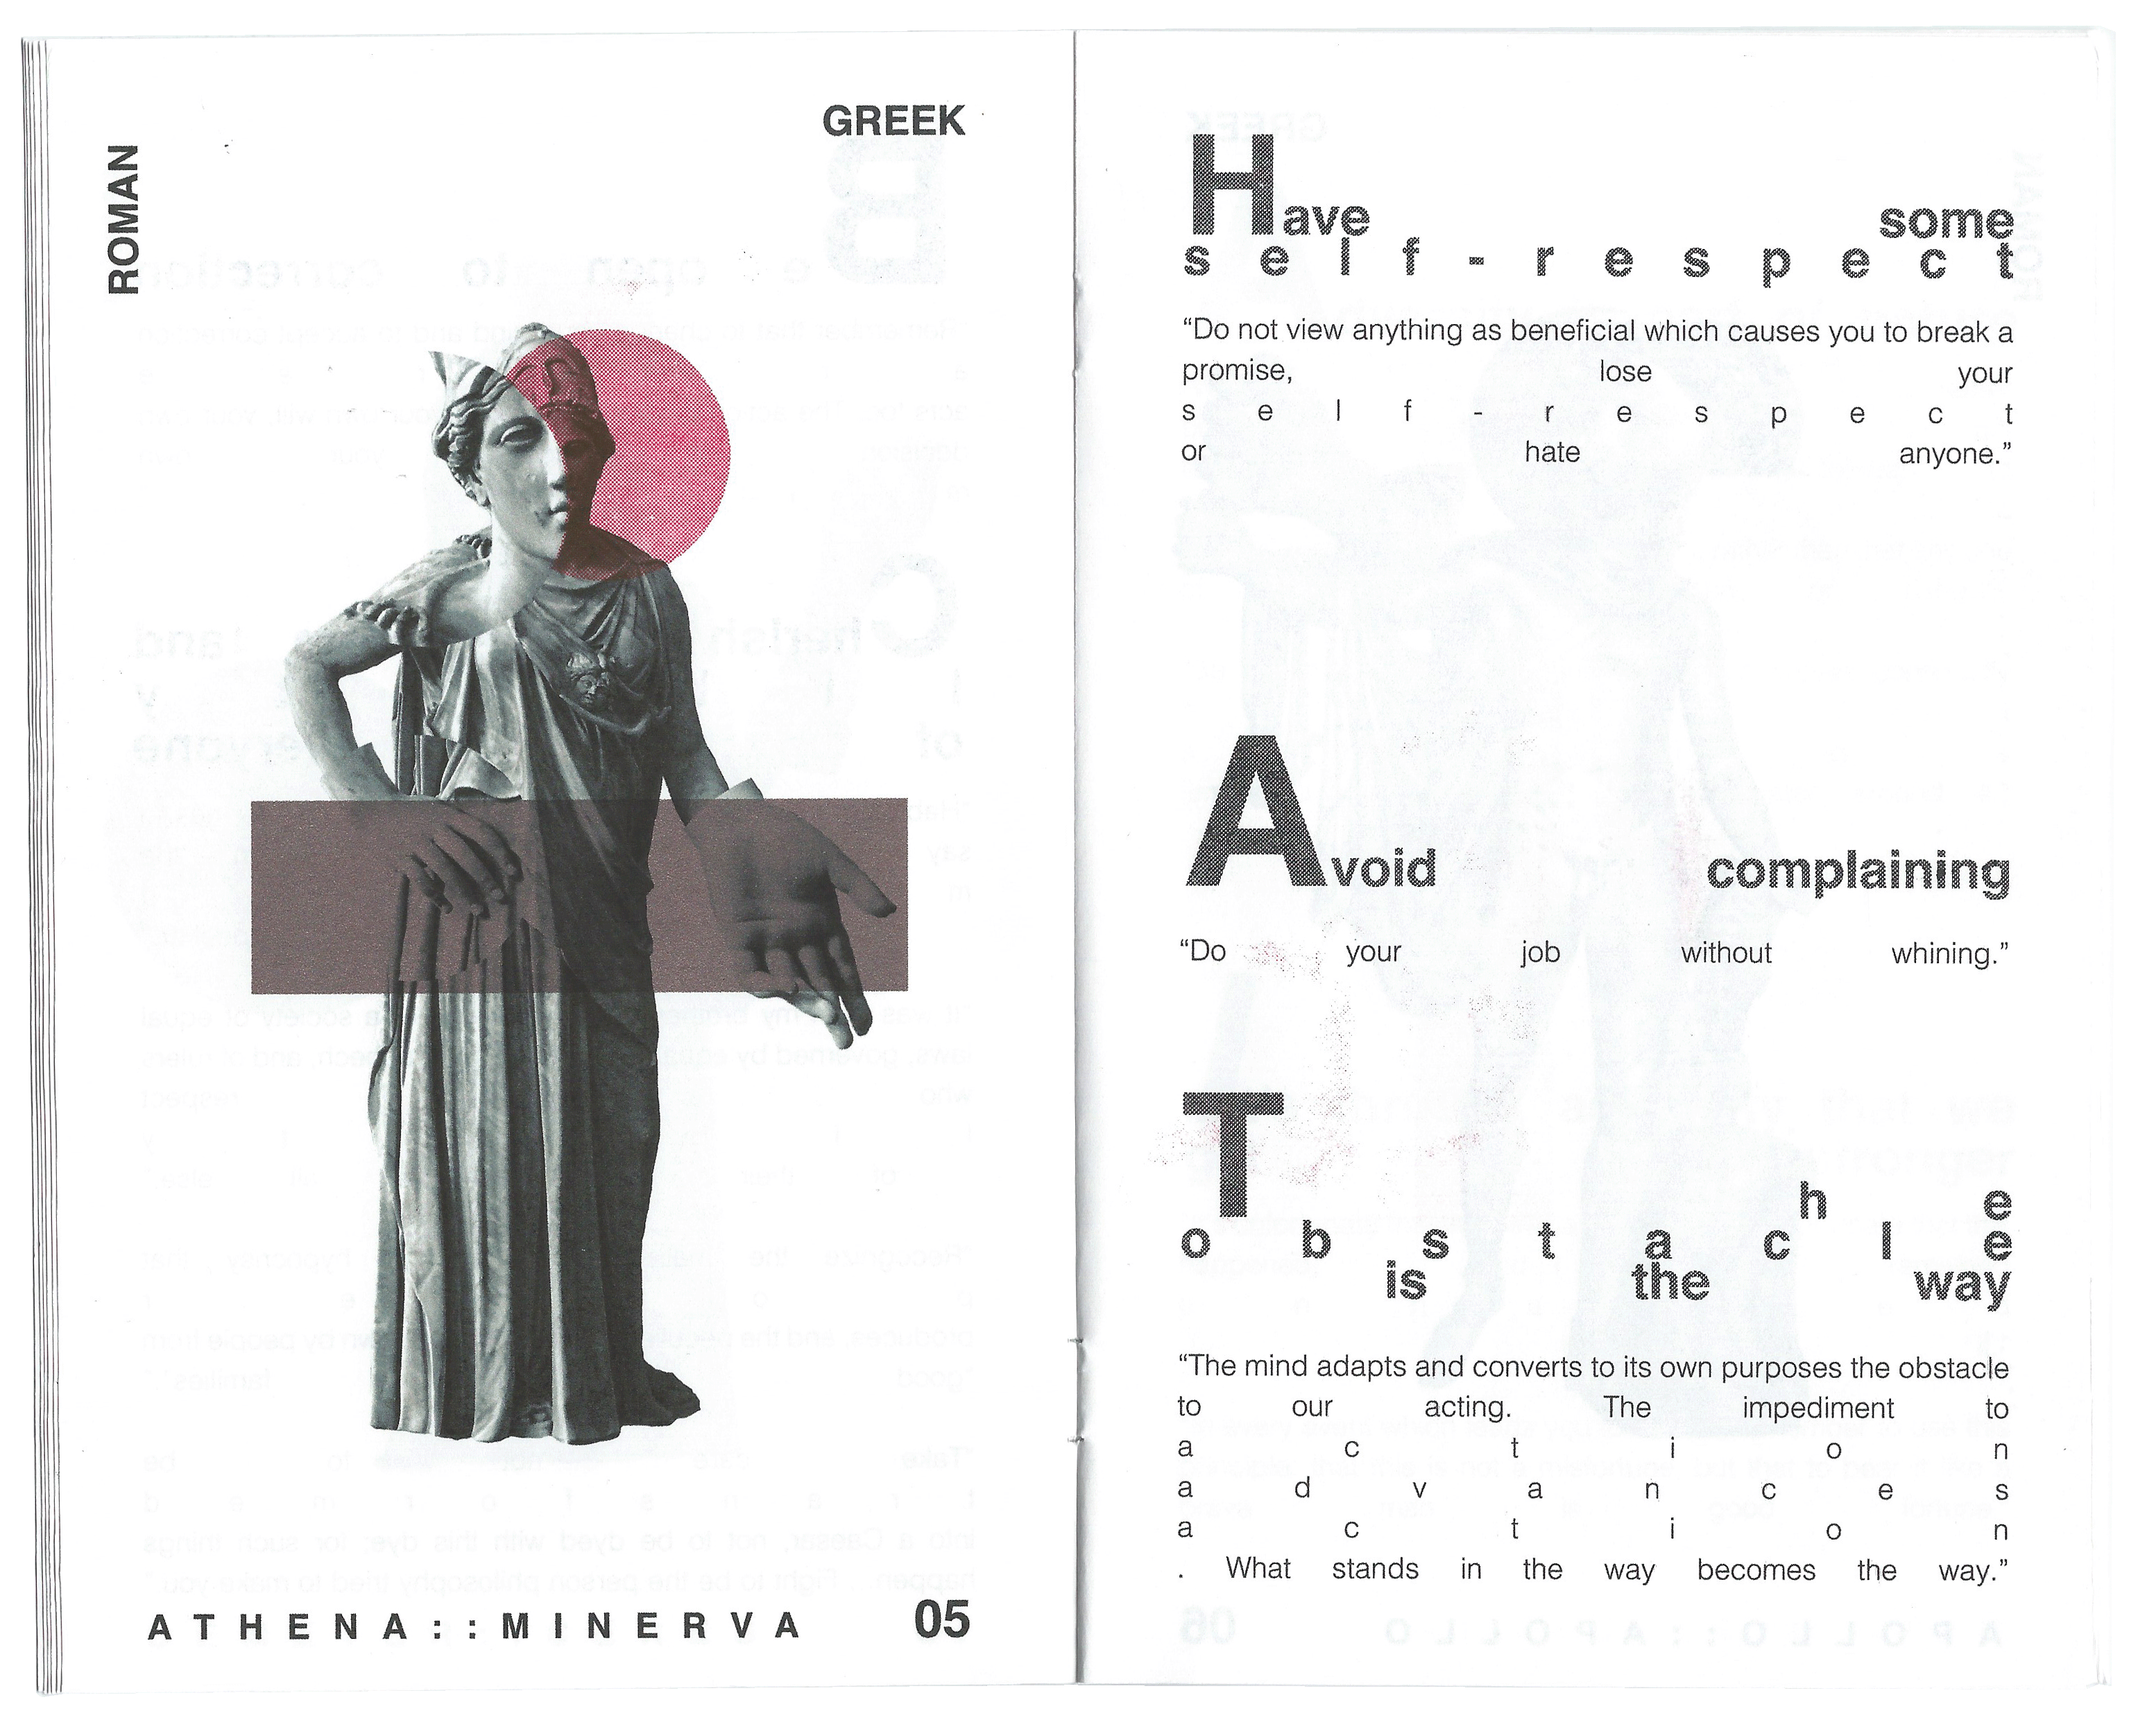 GREEK
ROMAN
ATHENA::MINERVA 05
Have some
self-respect
“Do not view anything as beneficial which causes you to break a
promise, lose your
self-respect
or hate anyone.”
Avoid complaining
“Do your job without whining.”
The
obstacle
is the way
“The mind adapts and converts to its own purposes the obstacle
to our acting. The impediment to
action
advances
action
. What stands in the way becomes the way.”